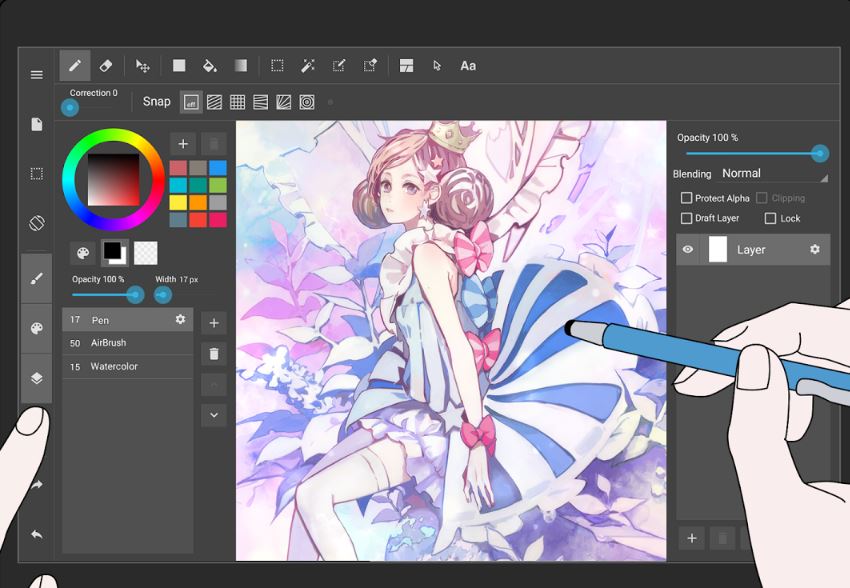 Aa
Correction 0
Snap
off
Opacity 100 %
Blending Normal
Protect Alpha
Clipping
Draft Layer
Lock
Layer
Opacity 100 %
Width 17 px
17 Pen
50 AirBrush
15 Watercolor